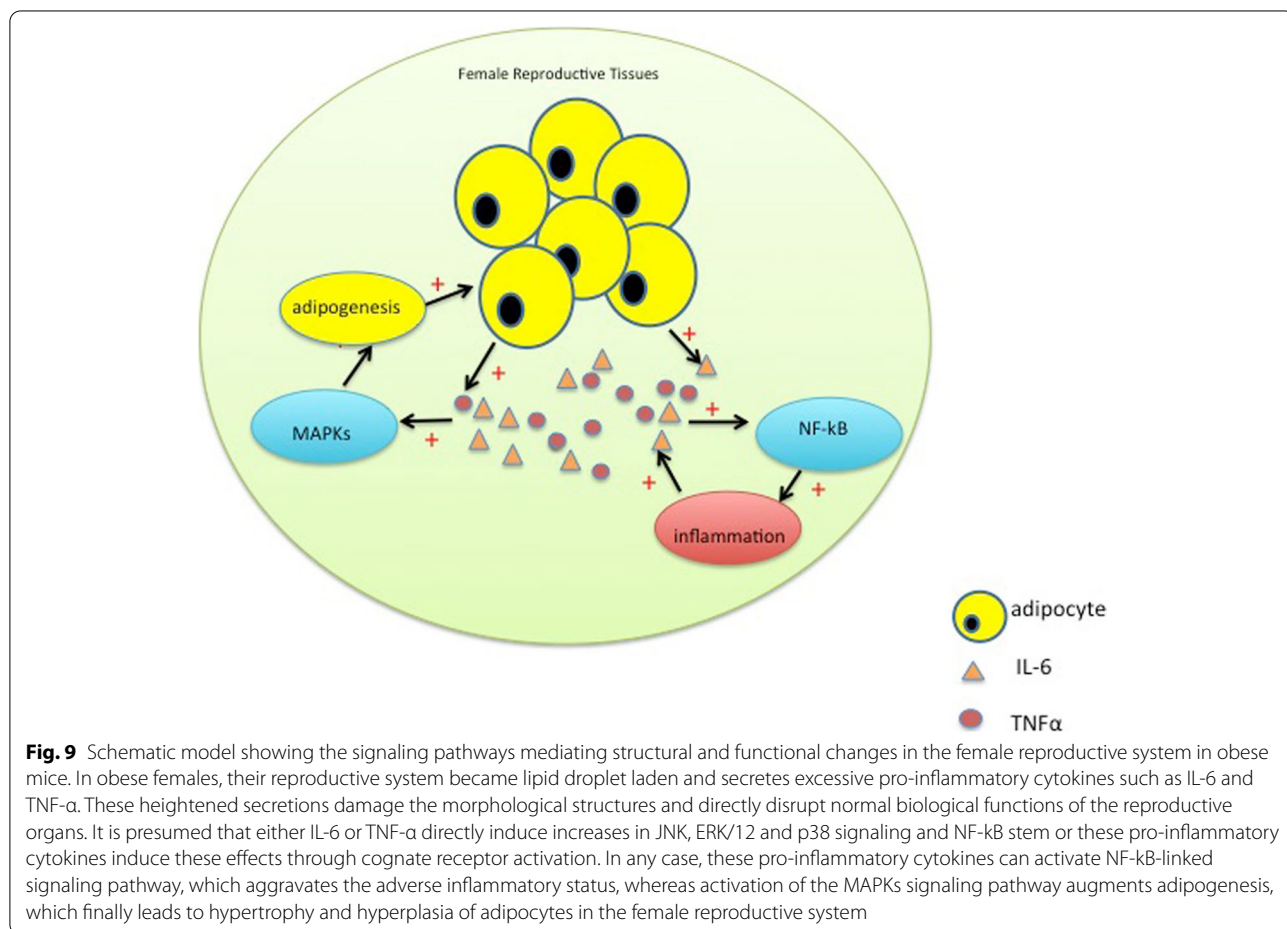 Female Reproductive Tissues
+
adipogenesis
+
+
+
MAPKs
+
NF-kB
+
+
inflammation
adipocyte
IL-6
TNFα
Fig. 9 Schematic model showing the signaling pathways mediating structural and functional changes in the female reproductive system in obese
mice. In obese females, their reproductive system became lipid droplet laden and secretes excessive pro-inflammatory cytokines such as IL-6 and
TNF-α. These heightened secretions damage the morphological structures and directly disrupt normal biological functions of the reproductive
organs. It is presumed that either IL-6 or TNF-α directly induce increases in JNK, ERK/12 and p38 signaling and NF-kB stem or these pro-inflammatory
cytokines induce these effects through cognate receptor activation. In any case, these pro-inflammatory cytokines can activate NF-kB-linked
signaling pathway, which aggravates the adverse inflammatory status, whereas activation of the MAPKs signaling pathway augments adipogenesis,
which finally leads to hypertrophy and hyperplasia of adipocytes in the female reproductive system